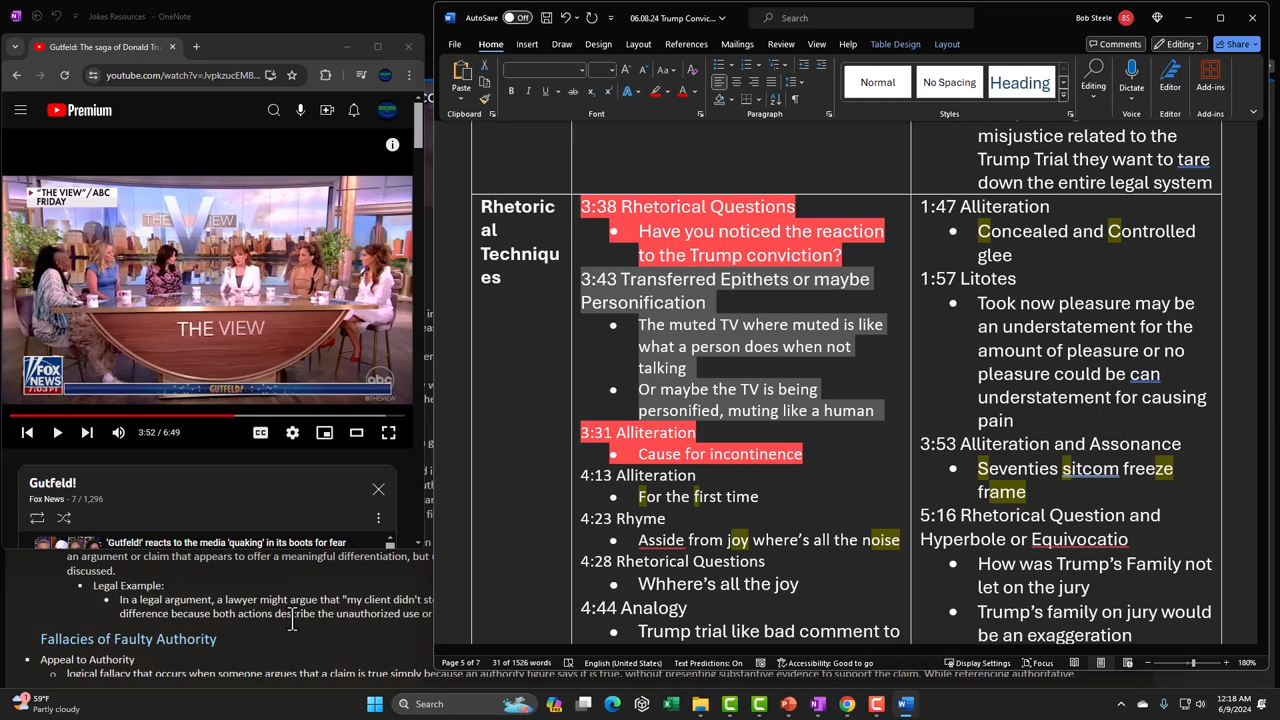 Jokes Resources - OneNote
Gutfeld: The saga of Donald Tru
youtube.com/watch?v=JvpkzucEMB...
Premium
"THE VIEW"/ABC
FRIDAY
THE VIEW
THE VIEW
FOX
NEWS
7:03 PM ET
GUTFELD!
abc
@THEVIEW
3:52 / 6:49
Gutfeld!
Fox News - 7 / 1,296
'Gutfeld' reacts to the media 'quaking' in its boots for fear
an argument or claim that appears to offer a meaningful differentiation, but u
discussed.
Legal Example:
In a legal argument, a lawyer might argue that "my client didn't ste
difference because both actions describe the unauthorized use or
Fallacies of Faulty Authority
Appeal to Authority
logical fallacy that occurs when someone argues that a claim is true simply because an authority figure says it is true, without presenting substantive evidence to support the claim. While referencing authoritative
AutoSave Off
06.08.24 Trump Convic...
Search
Bob Steele BS
File Home Insert Draw Design Layout References Mailings Review View Help Table Design Layout
Comments Editing Share
Paste
Normal No Spacing Heading
Editing Dictate Editor Add-ins
Clipboard Font Paragraph Styles Voice Editor Add-ins
misjustice related to the
Trump Trial they want to tare
down the entire legal system
Rhetoric
al
Techniqu
es
3:38 Rhetorical Questions
Have you noticed the reaction
to the Trump conviction?
3:43 Transferred Epithets or maybe
Personification
The muted TV where muted is like
what a person does when not
talking
Or maybe the TV is being
personified, muting like a human
3:31 Alliteration
Cause for incontinence
4:13 Alliteration
For the first time
4:23 Rhyme
Asside from joy where's all the noise
4:28 Rhetorical Questions
Whhere's all the joy
4:44 Analogy
Trump trial like bad comment to
1:47 Alliteration
Concealed and Controlled
glee
1:57 Litotes
Took now pleasure may be
an understatement for the
amount of pleasure or no
pleasure could be can
understatement for causing
pain
3:53 Alliteration and Assonance
Seventies sitcom freeze
frame
5:16 Rhetorical Question and
Hyperbole or Equivocatio
How was Trump's Family not
let on the jury
Trump's family on jury would
be an exaggeration
Page 5 of 7 31 of 1526 words English (United States) Text Predictions: On Accessibility: Good to go Display Settings Focus 180%
59°F
Partly cloudy
Search
12:18 AM
6/9/2024